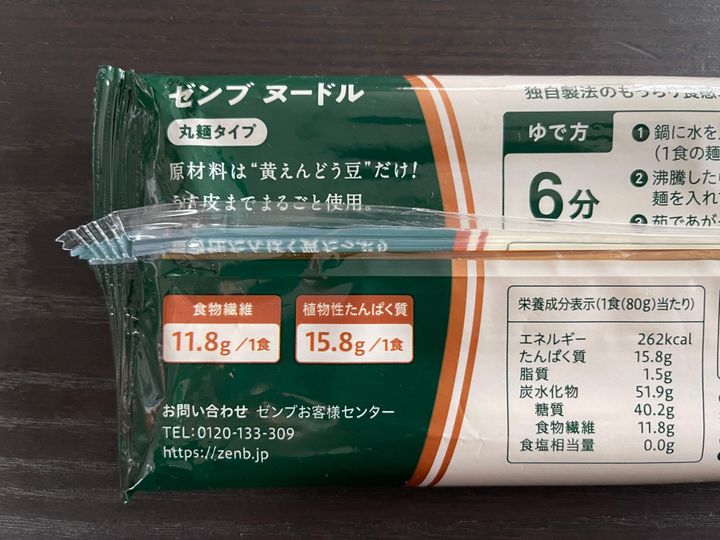 ゼンブ ヌードル
丸麺タイプ
原材料は“黄えんどう豆”だけ!
うす皮までまるごと使用。
食物繊維
11.8g/1食
植物性たんぱく質
15.8g/1食
お問い合わせ ゼンブお客様センター
TEL:0120-133-309
https://zenb.jp
独自製法のもっちり食感
ゆで方
6分
1 鍋に水を
(1食の麺
2 沸騰した
麺を入れ
3 茹であが
栄養成分表示(1食(80g)当たり)
エネルギー 262kcal
たんぱく質 15.8g
脂質 1.5g
炭水化物 51.9g
糖質 40.2g
食物繊維 11.8g
食塩相当量 0.0g